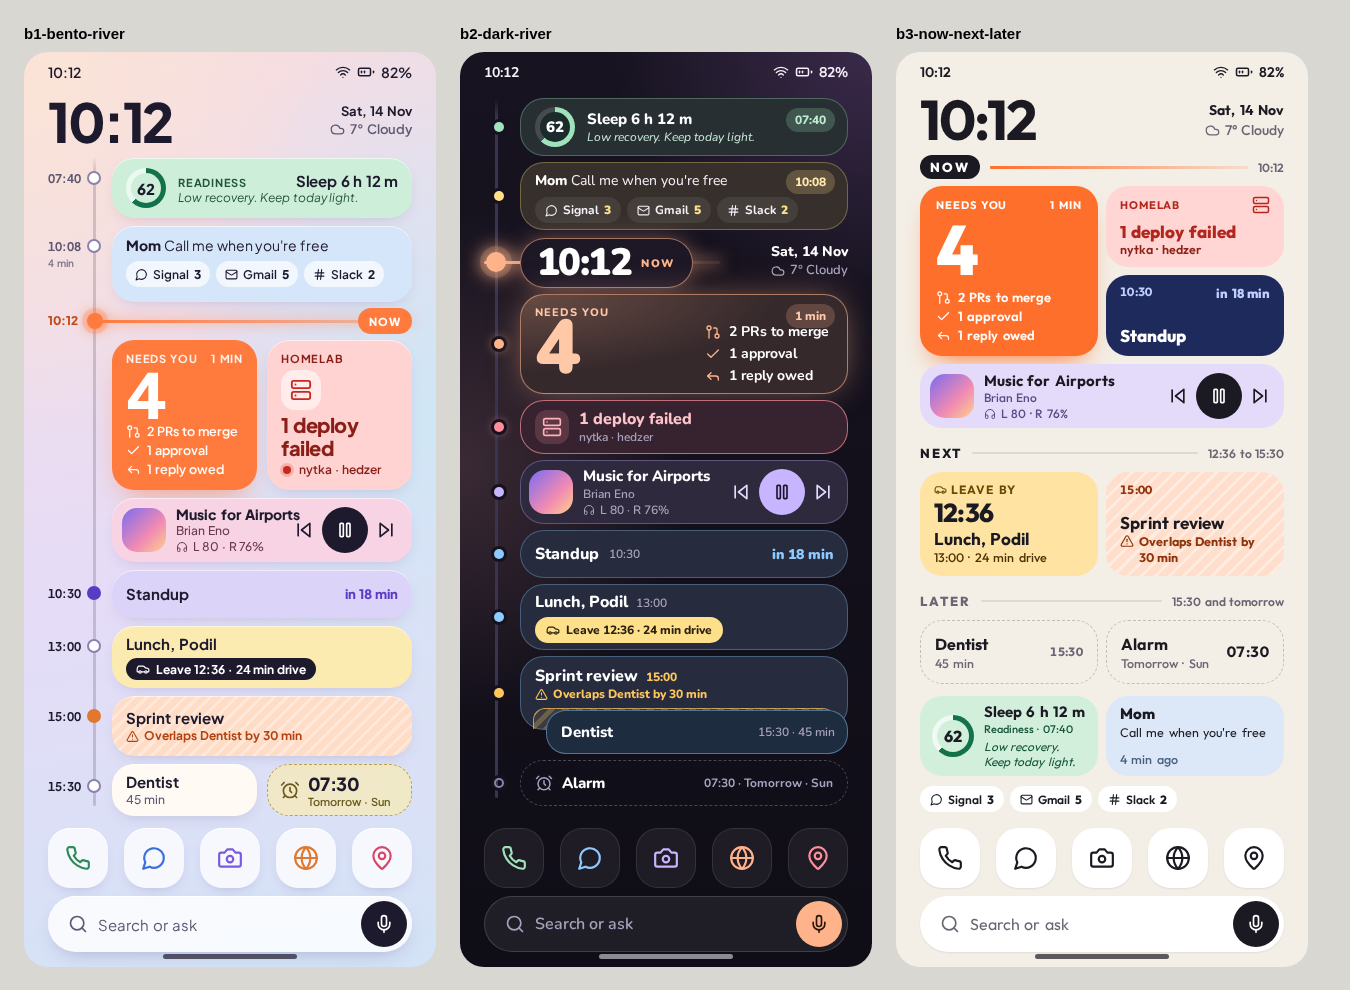 b1-bento-river
10:12
82%
10:12
Sat, 14 Nov
7° Cloudy
07:40
62
READINESS
Sleep 6 h 12 m
Low recovery. Keep today light.
10:08
4 min
Mom Call me when you're free
Signal 3
Gmail 5
Slack 2
10:12
NOW
NEEDS YOU
1 MIN
4
2 PRs to merge
1 approval
1 reply owed
HOMELAB
1 deploy
failed
nytka · hedzer
Music for Airports
Brian Eno
L 80 · R 76%
10:30
Standup
in 18 min
13:00
Lunch, Podil
Leave 12:36 · 24 min drive
15:00
Sprint review
Overlaps Dentist by 30 min
15:30
Dentist
45 min
07:30
Tomorrow · Sun
Search or ask
b2-dark-river
10:12
82%
62
Sleep 6 h 12 m
Low recovery. Keep today light.
07:40
Mom Call me when you're free
10:08
Signal 3
Gmail 5
Slack 2
10:12 NOW
Sat, 14 Nov
7° Cloudy
NEEDS YOU
1 min
4
2 PRs to merge
1 approval
1 reply owed
1 deploy failed
nytka · hedzer
Music for Airports
Brian Eno
L 80 · R 76%
Standup 10:30
in 18 min
Lunch, Podil 13:00
Leave 12:36 · 24 min drive
Sprint review 15:00
Overlaps Dentist by 30 min
Dentist
15:30 · 45 min
Alarm
07:30 · Tomorrow · Sun
Search or ask
b3-now-next-later
10:12
82%
10:12
Sat, 14 Nov
7° Cloudy
NOW
10:12
NEEDS YOU
1 MIN
4
2 PRs to merge
1 approval
1 reply owed
HOMELAB
1 deploy failed
nytka · hedzer
10:30
in 18 min
Standup
Music for Airports
Brian Eno
L 80 · R 76%
NEXT
12:36 to 15:30
LEAVE BY
12:36
Lunch, Podil
13:00 · 24 min drive
15:00
Sprint review
Overlaps Dentist by
30 min
LATER
15:30 and tomorrow
Dentist
45 min
15:30
Alarm
Tomorrow · Sun
07:30
62
Sleep 6 h 12 m
Readiness · 07:40
Low recovery.
Keep today light.
Mom
Call me when you're free
4 min ago
Signal 3
Gmail 5
Slack 2
Search or ask